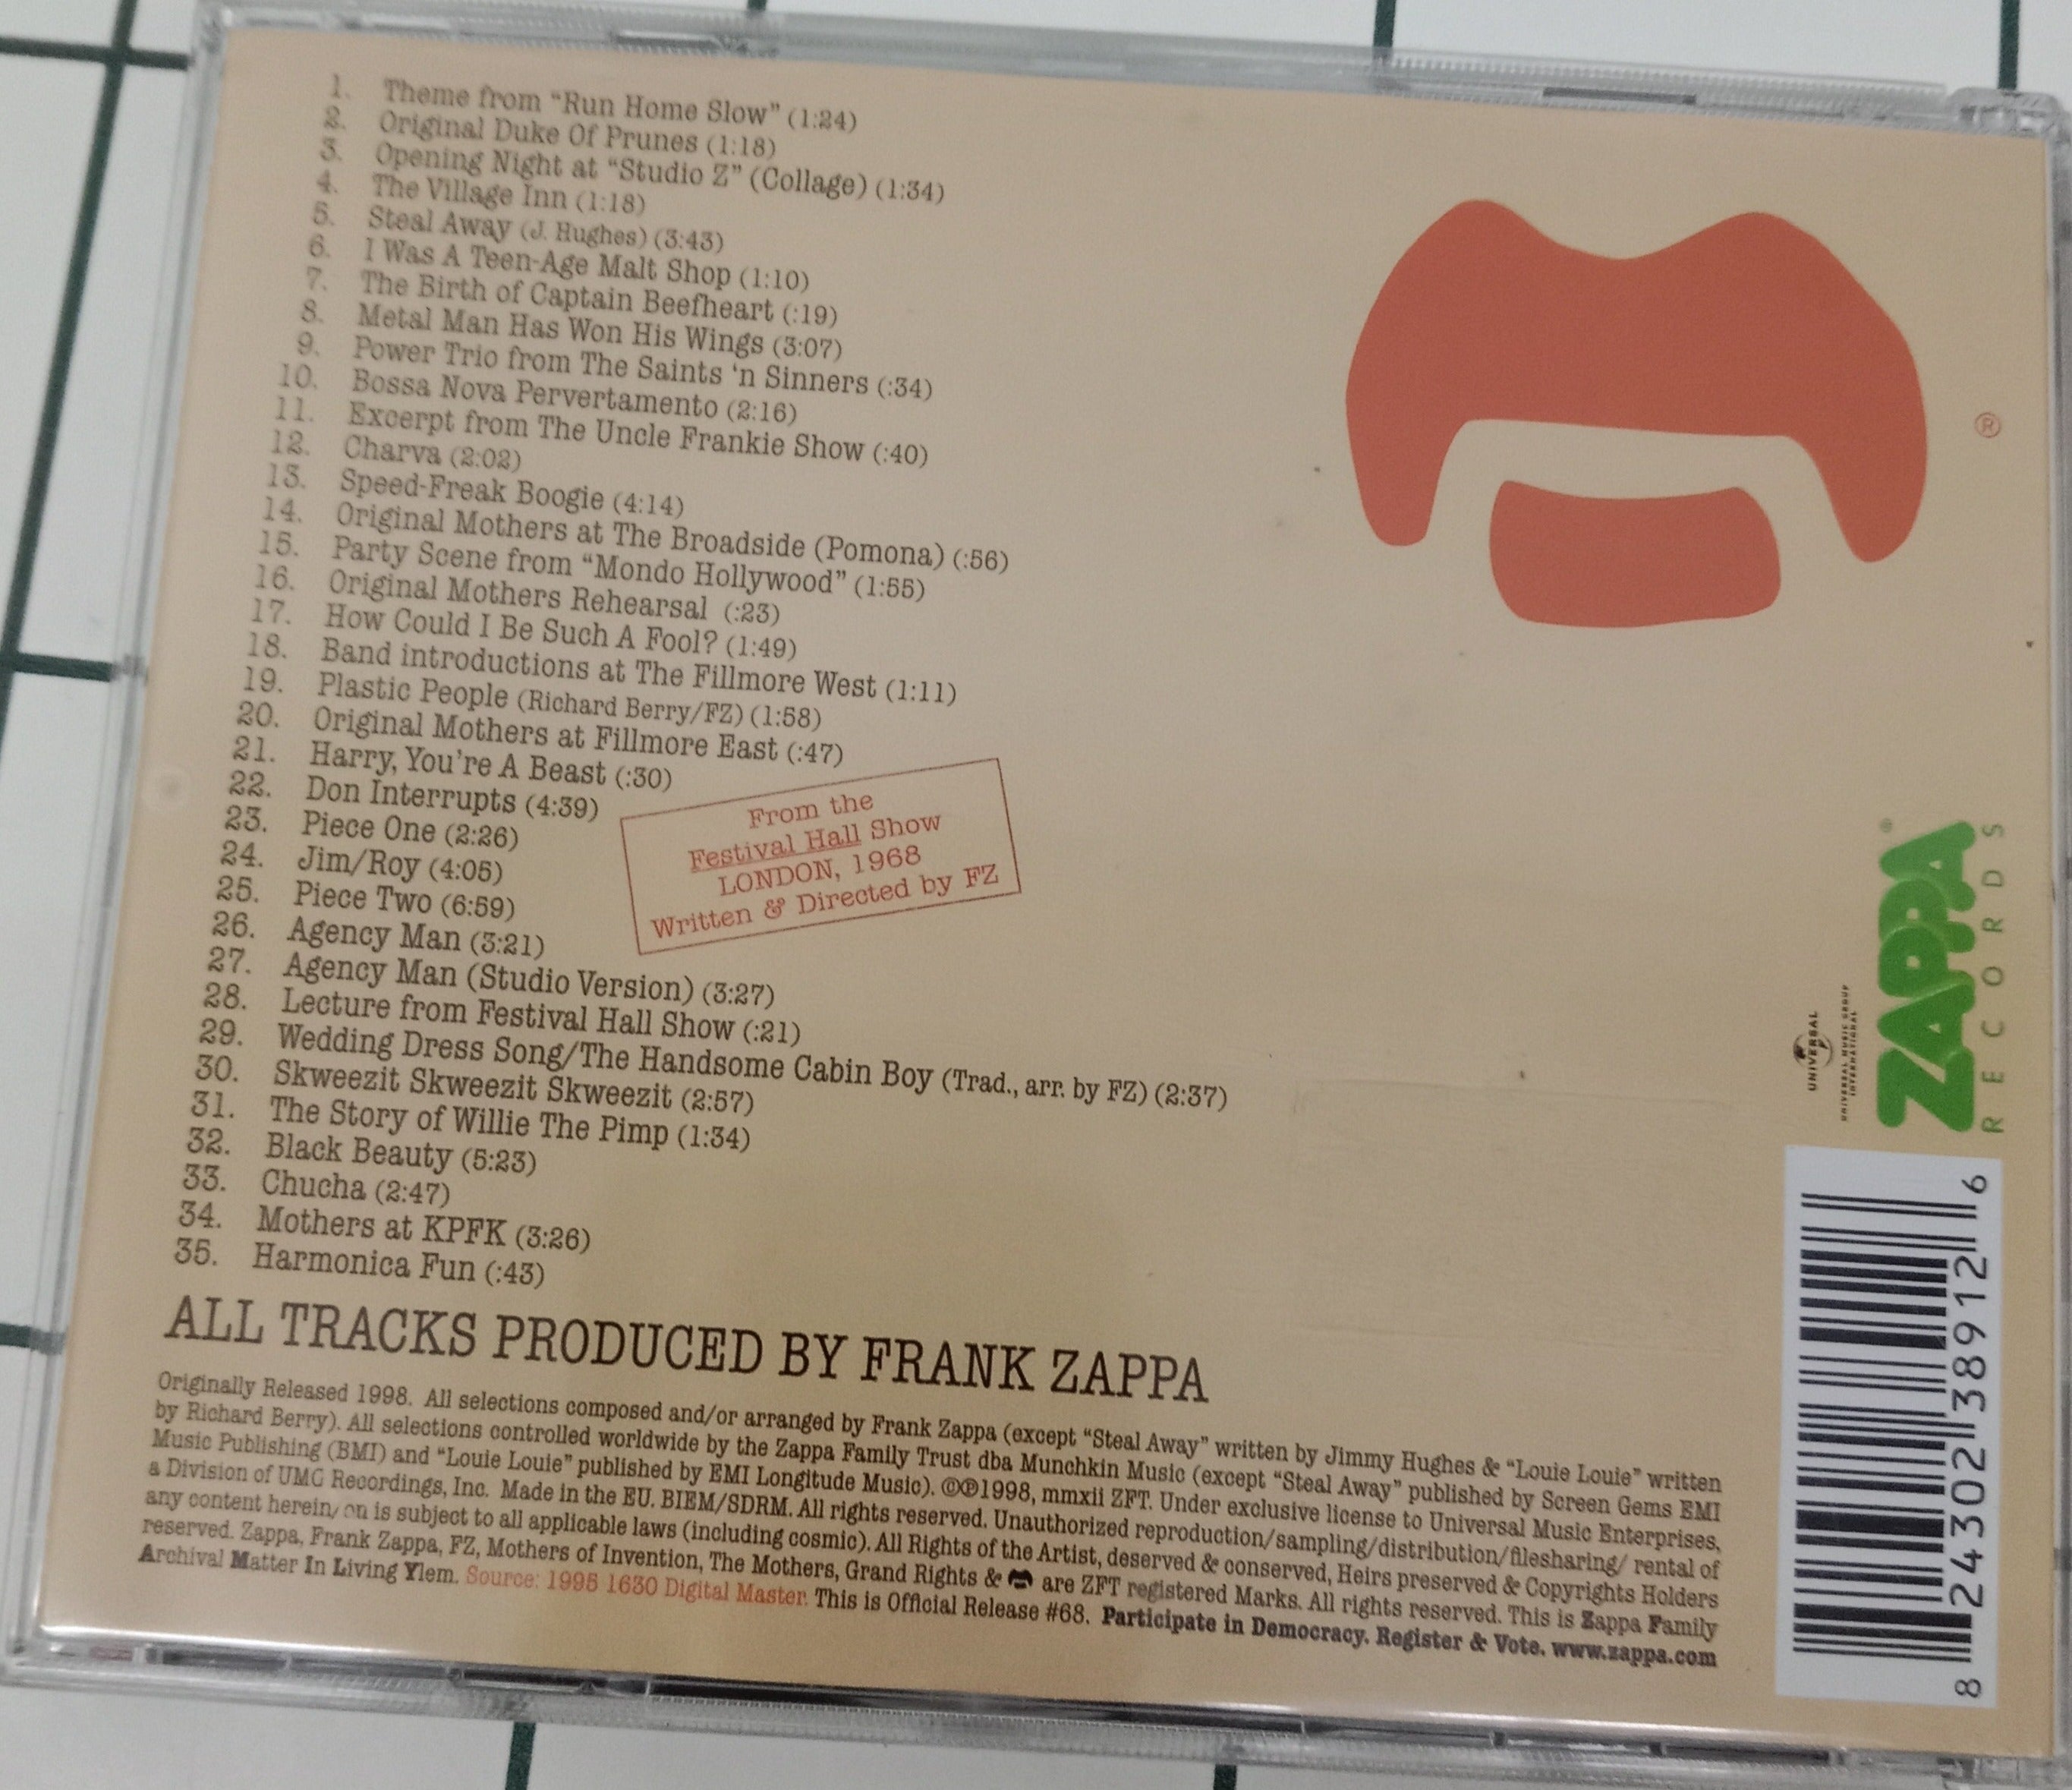 1. Theme from “Run Home Slow” (1:24)
2. Original Duke Of Prunes (1:18)
3. Opening Night at “Studio Z” (Collage) (1:34)
4. The Village Inn (1:18)
5. Steal Away (J. Hughes) (3:43)
6. I Was A Teen-Age Malt Shop (1:10)
7. The Birth of Captain Beefheart (:19)
8. Metal Man Has Won His Wings (3:07)
9. Power Trio from The Saints ‘n Sinners (:34)
10. Bossa Nova Pervertamento (2:16)
11. Excerpt from The Uncle Frankie Show (:40)
12. Charva (2:02)
13. Speed-Freak Boogie (4:14)
14. Original Mothers at The Broadside (Pomona) (:56)
15. Party Scene from “Mondo Hollywood” (1:55)
16. Original Mothers Rehearsal (:23)
17. How Could I Be Such A Fool? (1:49)
18. Band introductions at The Fillmore West (1:11)
19. Plastic People (Richard Berry/FZ) (1:58)
20. Original Mothers at Fillmore East (:47)
21. Harry, You’re A Beast (:30)
22. Don Interrupts (4:39)
23. Piece One (2:26)
24. Jim/Roy (4:05)
25. Piece Two (6:59)
26. Agency Man (3:21)
27. Agency Man (Studio Version) (3:27)
28. Lecture from Festival Hall Show (:21)
29. Wedding Dress Song/The Handsome Cabin Boy (Trad., arr. by FZ) (2:37)
30. Skweezit Skweezit Skweezit (2:57)
31. The Story of Willie The Pimp (1:34)
32. Black Beauty (5:23)
33. Chucha (2:47)
34. Mothers at KPFK (3:26)
35. Harmonica Fun (:43)
From the
Festival Hall Show
LONDON, 1968
Written & Directed by FZ
ALL TRACKS PRODUCED BY FRANK ZAPPA
Originally Released 1998. All selections composed and/or arranged by Frank Zappa (except “Steal Away” written by Jimmy Hughes & “Louie Louie” written
by Richard Berry). All selections controlled worldwide by the Zappa Family Trust dba Munchkin Music (except “Steal Away” published by Screen Gems EMI
Music Publishing (BMI) and “Louie Louie” published by EMI Longitude Music). ©℗1998, mmxii ZFT. Under exclusive license to Universal Music Enterprises,
a Division of UMG Recordings, Inc. Made in the EU. BIEM/SDRM. All rights reserved. Unauthorized reproduction/sampling/distribution/filesharing/ rental of
any content herein/ on is subject to all applicable laws (including cosmic). All Rights of the Artist, deserved & conserved, Heirs preserved & Copyrights Holders
reserved. Zappa, Frank Zappa, FZ, Mothers of Invention, The Mothers, Grand Rights & are ZFT registered Marks. All rights reserved. This is Zappa Family
Archival Matter In Living Ylem. Source: 1995 1630 Digital Master. This is Official Release #68. Participate in Democracy. Register & Vote. www.zappa.com
®
ZAPPA
RECORDS
UNIVERSAL
UNIVERSAL MUSIC GROUP
INTERNATIONAL
8 24302 38912 6